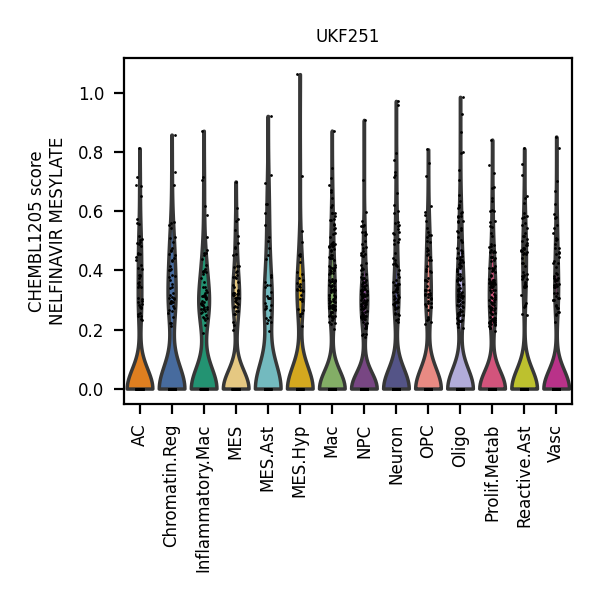 UKF251
CHEMBL1205 score
NELFINAVIR MESYLATE
1.0
0.8
0.6
0.4
0.2
0.0
AC
Chromatin.Reg
Inflammatory.Mac
MES
MES.Ast
MES.Hyp
Mac
NPC
Neuron
OPC
Oligo
Prolif.Metab
Reactive.Ast
Vasc